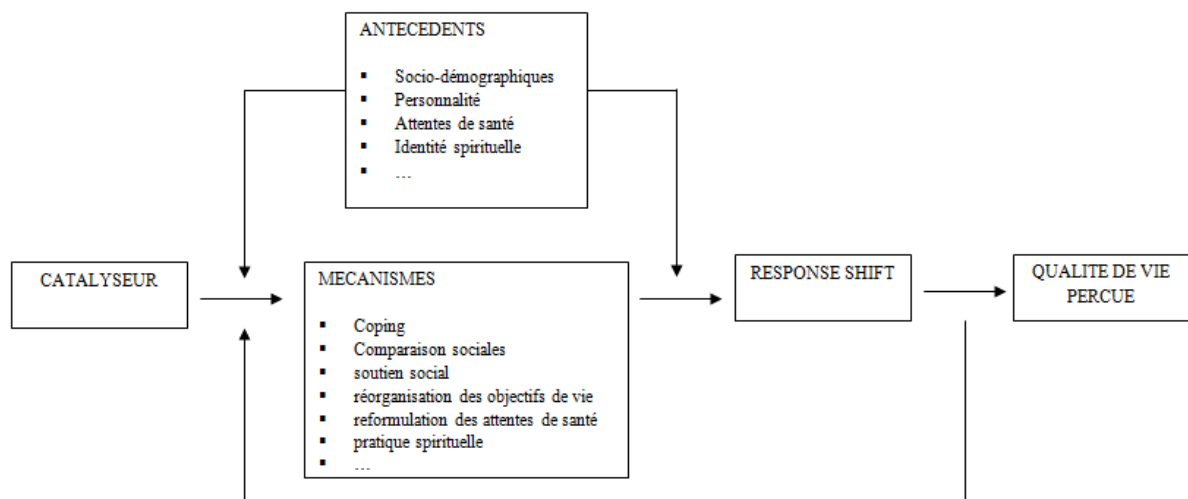 ANTECEDENTS
▪ Socio-démographiques
▪ Personnalité
▪ Attentes de santé
▪ Identité spirituelle
▪ …
CATALYSEUR
MECANISMES
▪ Coping
▪ Comparaison sociales
▪ soutien social
▪ réorganisation des objectifs de vie
▪ reformulation des attentes de santé
▪ pratique spirituelle
▪ …
RESPONSE SHIFT
QUALITE DE VIE
PERCUE